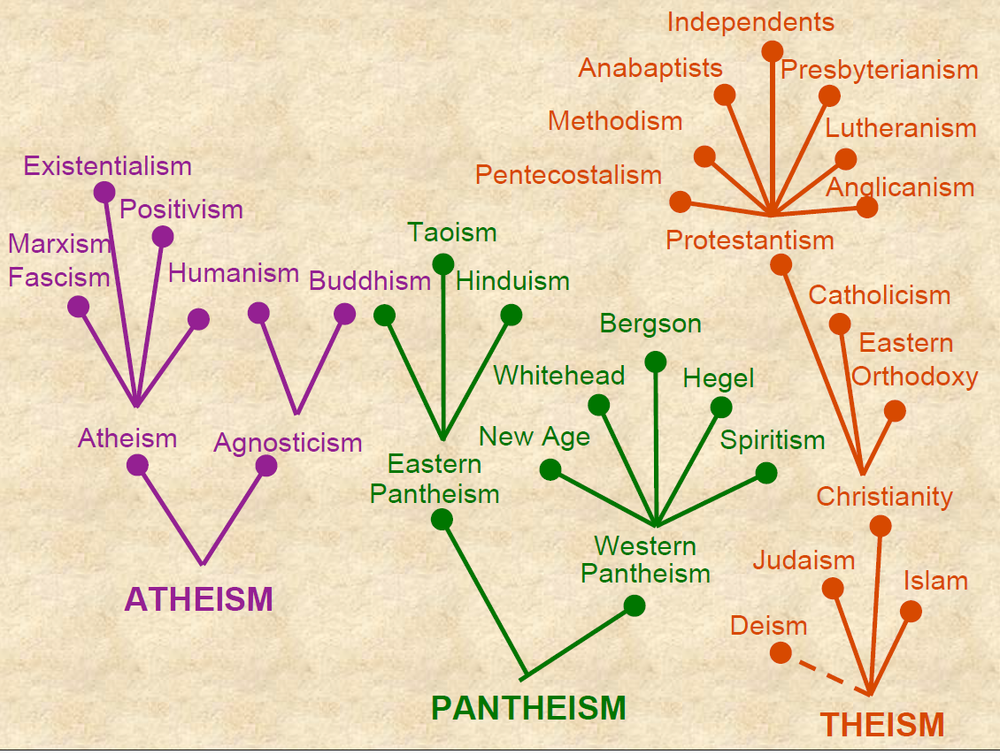 Independents
Anabaptists
Presbyterianism
Methodism
Lutheranism
Pentecostalism
Anglicanism
Protestantism
Existentialism
Positivism
Marxism
Fascism
Humanism
Buddhism
Taoism
Hinduism
Catholicism
Eastern
Orthodoxy
Bergson
Whitehead
Hegel
New Age
Spiritism
Atheism
Agnosticism
Eastern
Pantheism
Western
Pantheism
Christianity
Judaism
Islam
Deism
ATHEISM
PANTHEISM
THEISM